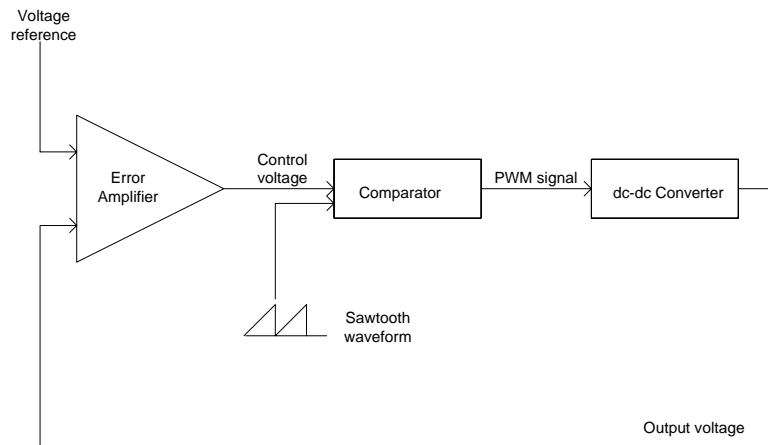 Voltage
reference
Error
Amplifier
Control
voltage
Comparator
PWM signal
dc-dc Converter
Sawtooth
waveform
Output voltage